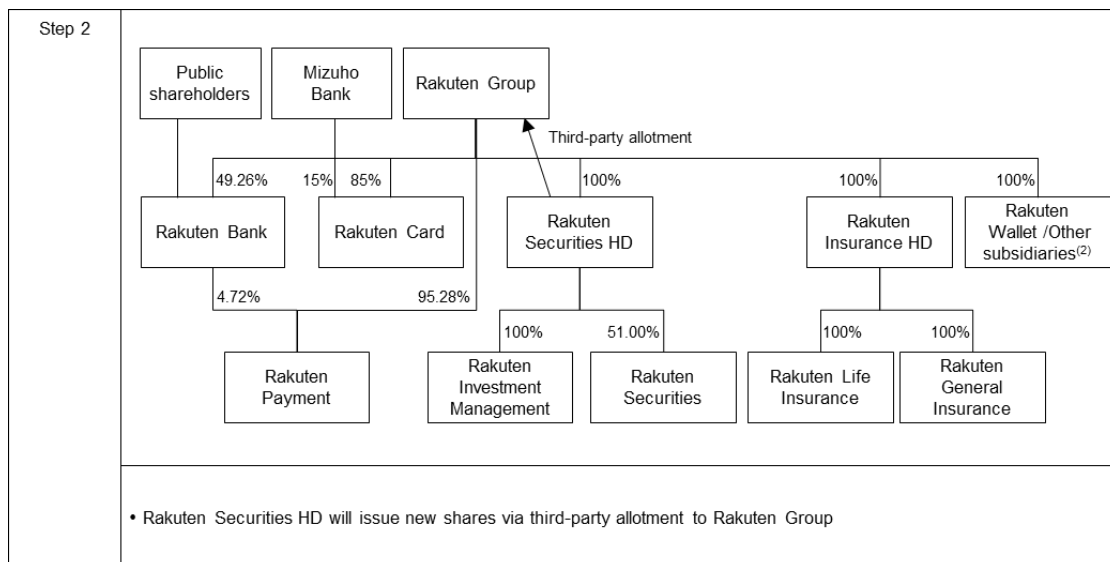 Step 2
Public
shareholders
Mizuho
Bank
Rakuten Group
Third-party allotment
49.26%
15%
85%
100%
100%
100%
Rakuten Bank
Rakuten Card
Rakuten
Securities HD
Rakuten
Insurance HD
Rakuten
Wallet /Other
subsidiaries(2)
4.72%
95.28%
100%
51.00%
100%
100%
Rakuten
Payment
Rakuten
Investment
Management
Rakuten
Securities
Rakuten Life
Insurance
Rakuten
General
Insurance
• Rakuten Securities HD will issue new shares via third-party allotment to Rakuten Group